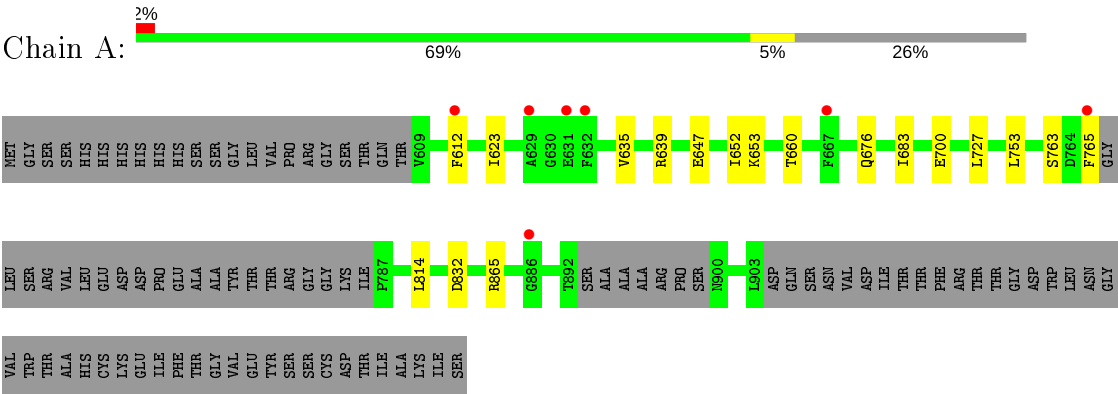 2%
Chain A:
69% 5% 26%
MET GLY SER SER HIS HIS HIS HIS HIS HIS SER SER GLY LEU VAL PRO ARG GLY SER THR GLN THR V609 F612 I623 A629 G630 E631 F632 V635 R639 E647 I652 K653 T660 F667 Q676 I683 E700 L727 L753 S763 D764 F765 GLY
LEU SER ARG VAL LEU GLU ASP ASP PRO GLU ALA ALA TYR THR THR ARG GLY GLY LYS ILE P787 L814 D832 R865 G886 T892 SER ALA ALA ALA ARG PRO SER N900 L903 ASP GLN SER ASN VAL ASP ILE THR THR PHE ARG THR THR GLY ASP TRP LEU ASN GLY
VAL TRP THR ALA HIS CYS LYS GLU ILE PHE THR GLY VAL GLU TYR SER SER CYS ASP THR ILE ALA LYS ILE SER